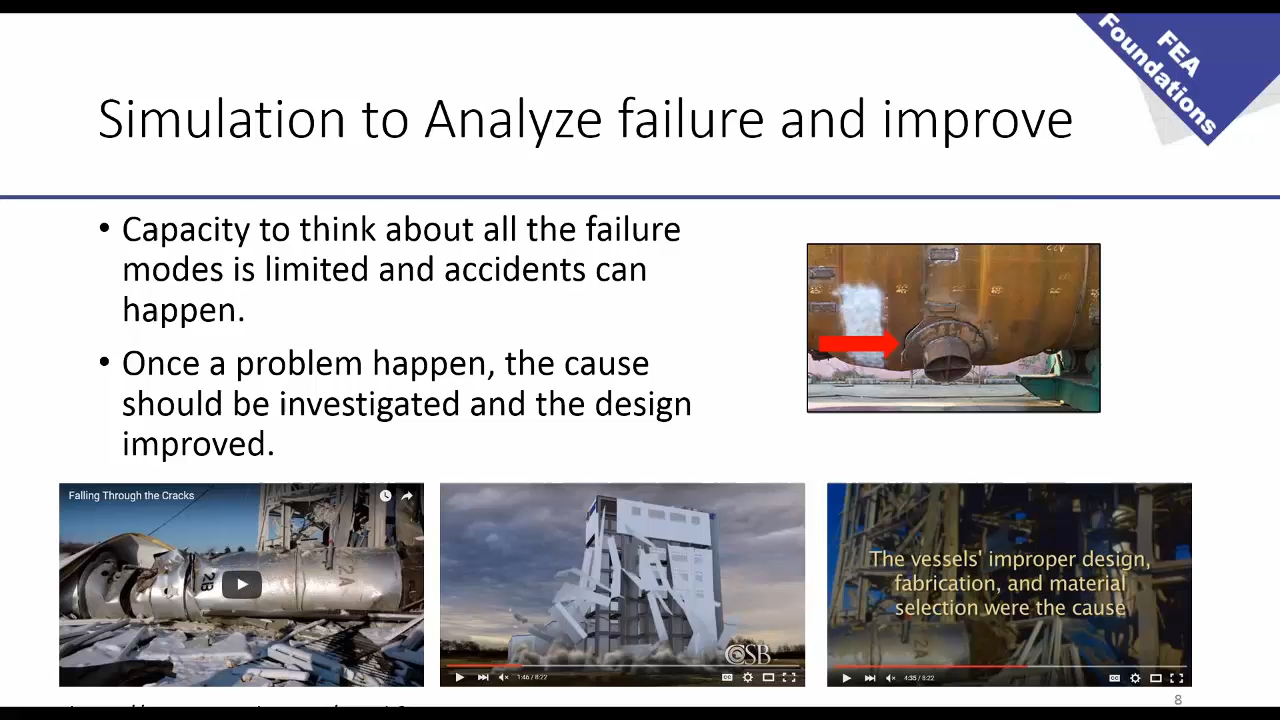 FEA
Foundations
Simulation to Analyze failure and improve
• Capacity to think about all the failure
modes is limited and accidents can
happen.
• Once a problem happen, the cause
should be investigated and the design
improved.
Falling Through the Cracks
2B
2A
CSB
1:46 / 8:22
The vessels' improper design,
fabrication, and material
selection were the cause
4:35 / 8:22
8